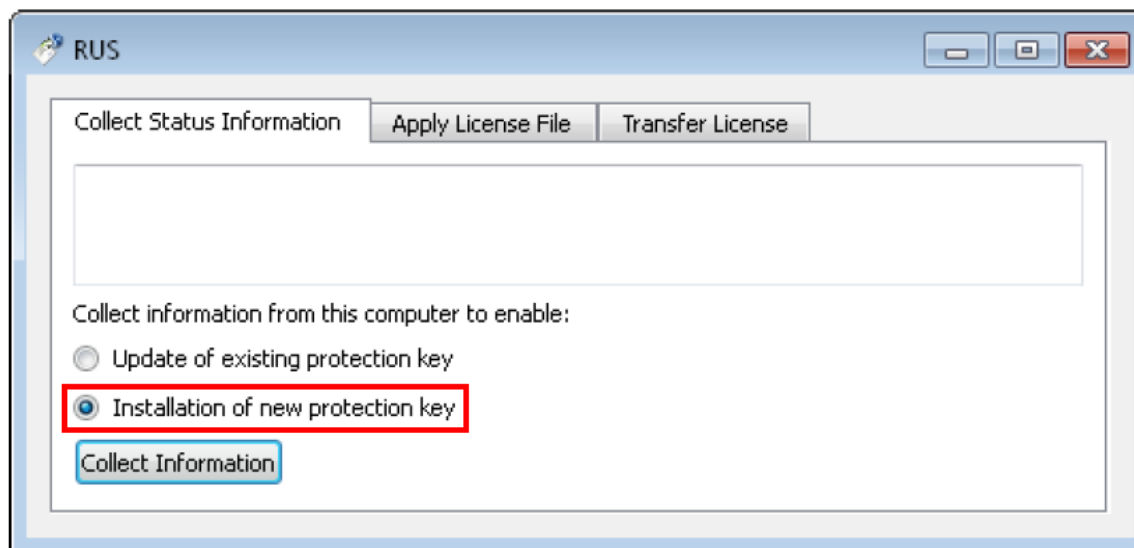 RUS
Collect Status Information
Apply License File
Transfer License
Collect information from this computer to enable:
Update of existing protection key
Installation of new protection key
Collect Information